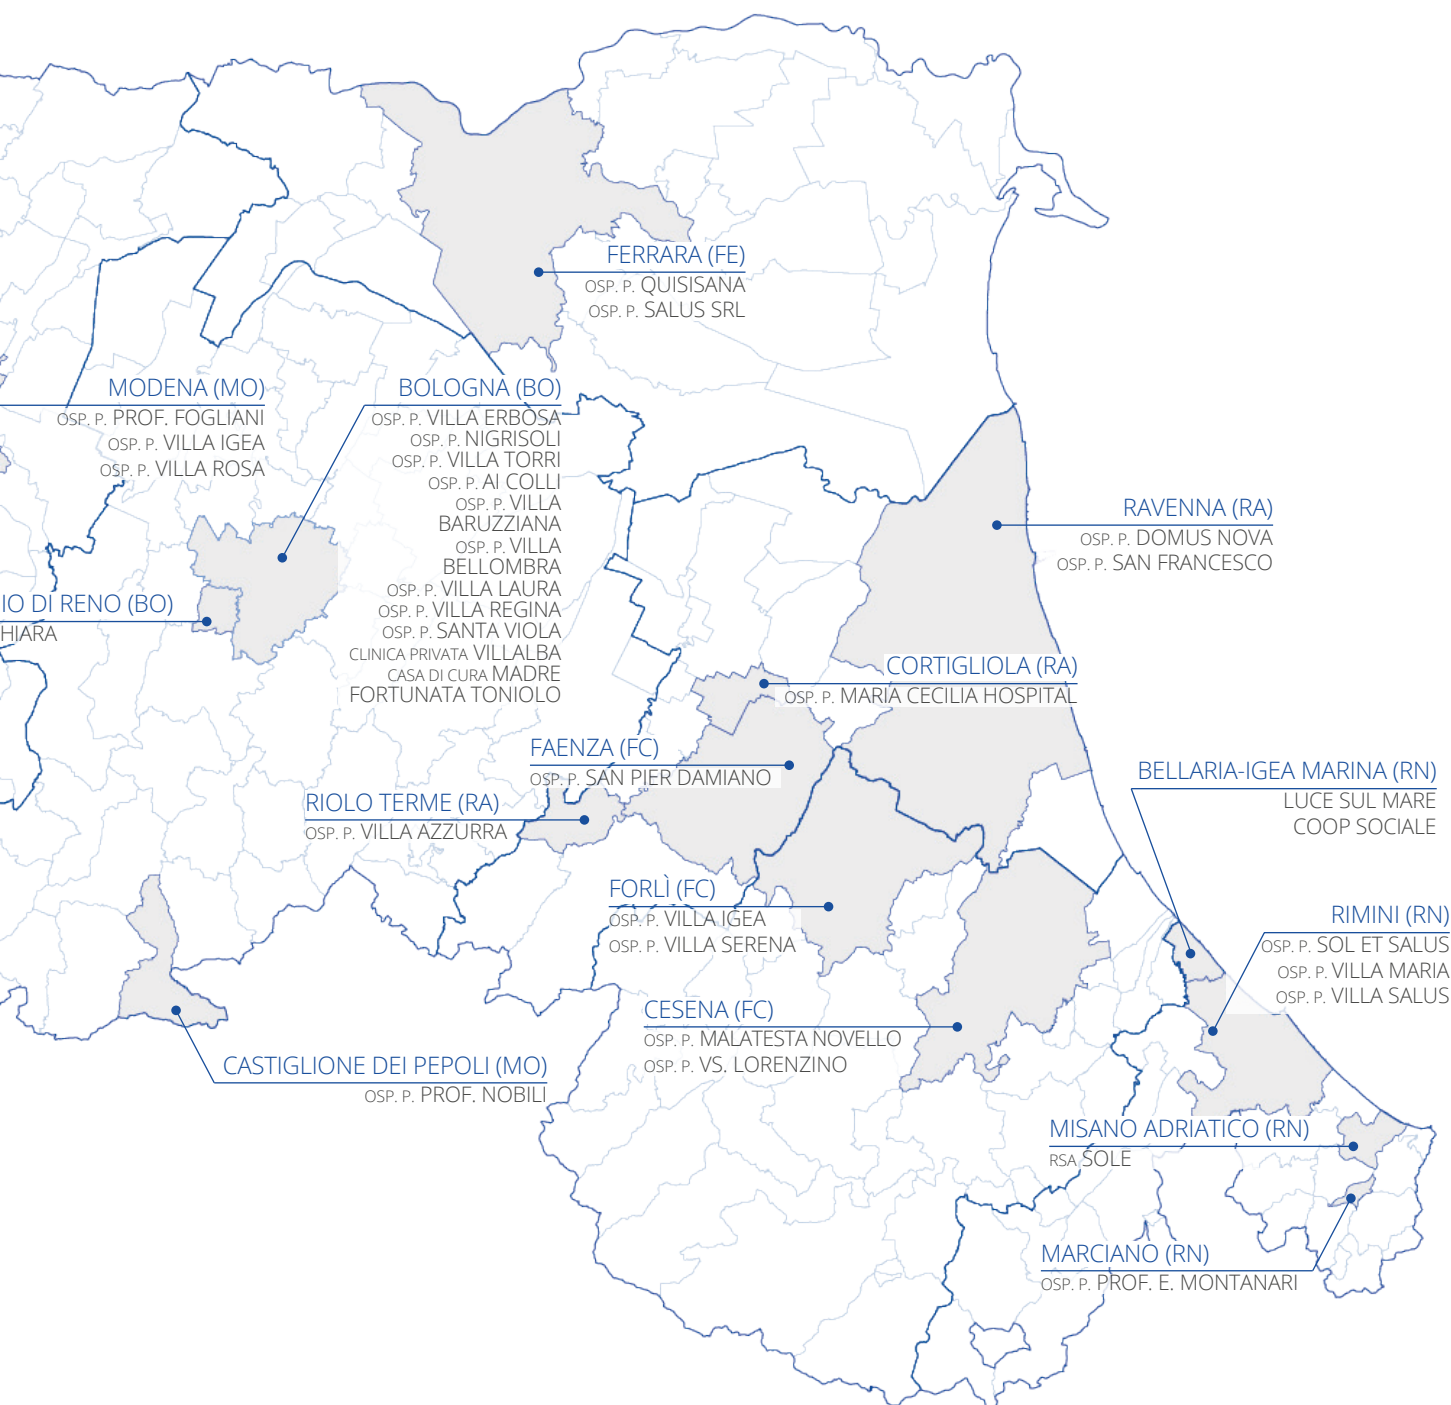 FERRARA (FE)
OSP. P. QUISISANA
OSP. P. SALUS SRL
MODENA (MO)
OSP. P. PROF. FOGLIANI
OSP. P. VILLA IGEA
OSP. P. VILLA ROSA
BOLOGNA (BO)
OSP. P. VILLA ERBOSA
OSP. P. NIGRISOLI
OSP. P. VILLA TORRI
OSP. P. AI COLLI
OSP. P. VILLA
BARUZZIANA
OSP. P. VILLA
BELLOMBRA
OSP. P. VILLA LAURA
OSP. P. VILLA REGINA
OSP. P. SANTA VIOLA
CLINICA PRIVATA VILLALBA
CASA DI CURA MADRE
FORTUNATA TONIOLO
RAVENNA (RA)
OSP. P. DOMUS NOVA
OSP. P. SAN FRANCESCO
IO DI RENO (BO)
HIARA
CORTIGLIOLA (RA)
OSP. P. MARIA CECILIA HOSPITAL
FAENZA (FC)
OSP. P. SAN PIER DAMIANO
RIOLO TERME (RA)
OSP. P. VILLA AZZURRA
BELLARIA-IGEA MARINA (RN)
LUCE SUL MARE
COOP SOCIALE
FORLÌ (FC)
OSP. P. VILLA IGEA
OSP. P. VILLA SERENA
RIMINI (RN)
OSP. P. SOL ET SALUS
OSP. P. VILLA MARIA
OSP. P. VILLA SALUS
CESENA (FC)
OSP. P. MALATESTA NOVELLO
OSP. P. VS. LORENZINO
CASTIGLIONE DEI PEPOLI (MO)
OSP. P. PROF. NOBILI
MISANO ADRIATICO (RN)
RSA SOLE
MARCIANO (RN)
OSP. P. PROF. E. MONTANARI